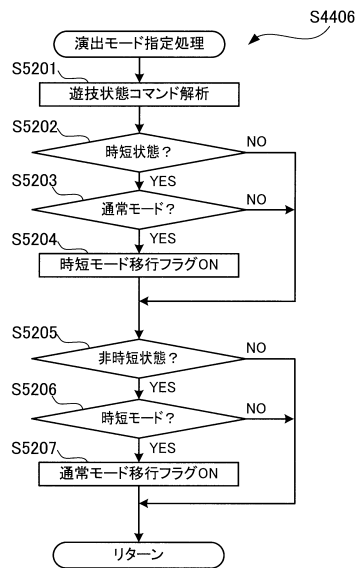 S4406
演出モード指定処理
S5201
遊技状態コマンド解析
S5202
時短状態？
NO
YES
S5203
通常モード？
NO
YES
S5204
時短モード移行フラグON
S5205
非時短状態？
NO
YES
S5206
時短モード？
NO
YES
S5207
通常モード移行フラグON
リターン